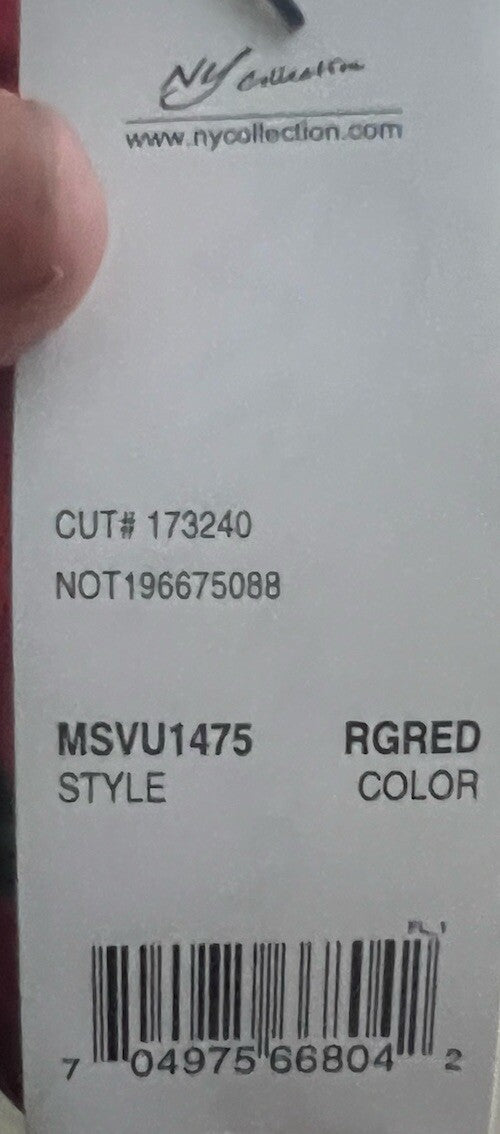 NY Collection
www.nycollection.com
CUT# 173240
NOT196675088
MSVU1475 RGRED
STYLE COLOR
FL 1
7 04975 66804 2